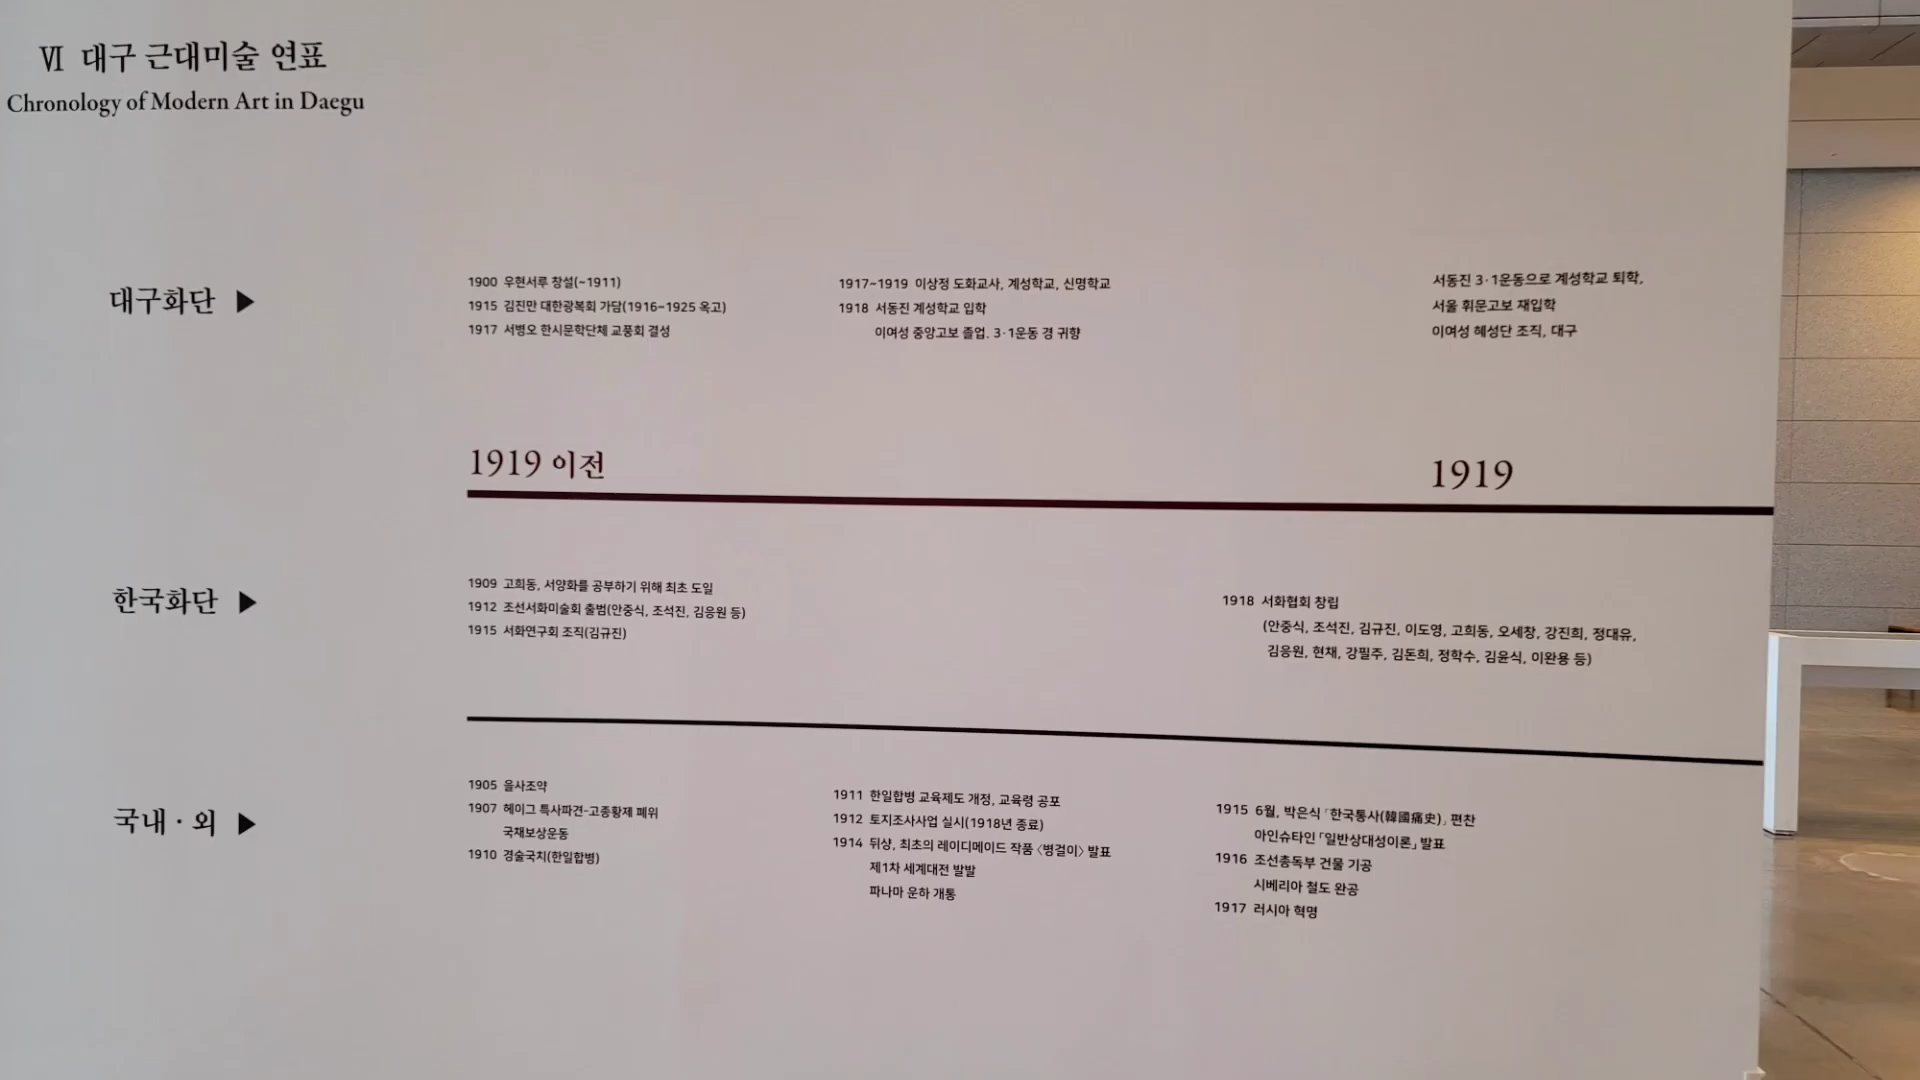 Ⅵ 대구 근대미술 연표
Chronology of Modern Art in Daegu
대구화단 ▶
1900 우현서루 창설(-1911)
1915 김진만 대한광복회 가담(1916-1925 옥고)
1917 서병오 한시문학단체 교풍회 결성
1917-1919 이상정 도화교사, 계성학교, 신명학교
1918 서동진 계성학교 입학
이여성 중앙고보 졸업. 3·1운동 경 귀향
서동진 3·1운동으로 계성학교 퇴학,
서울 휘문고보 재입학
이여성 혜성단 조직, 대구
1919 이전
1919
한국화단 ▶
1909 고희동, 서양화를 공부하기 위해 최초 도일
1912 조선서화미술회 출범(안중식, 조석진, 김응원 등)
1915 서화연구회 조직(김규진)
1918 서화협회 창립
(안중식, 조석진, 김규진, 이도영, 고희동, 오세창, 강진희, 정대유,
김응원, 현채, 강필주, 김돈희, 정학수, 김윤식, 이완용 등)
국내·외 ▶
1905 을사조약
1907 헤이그 특사파견-고종황제 폐위
국채보상운동
1910 경술국치(한일합병)
1911 한일합병 교육제도 개정, 교육령 공포
1912 토지조사사업 실시(1918년 종료)
1914 뒤샹, 최초의 레이디메이드 작품 〈병걸이〉 발표
제1차 세계대전 발발
파나마 운하 개통
1915 6월, 박은식 「한국통사(韓國痛史)」 편찬
아인슈타인 「일반상대성이론」 발표
1916 조선총독부 건물 기공
시베리아 철도 완공
1917 러시아 혁명